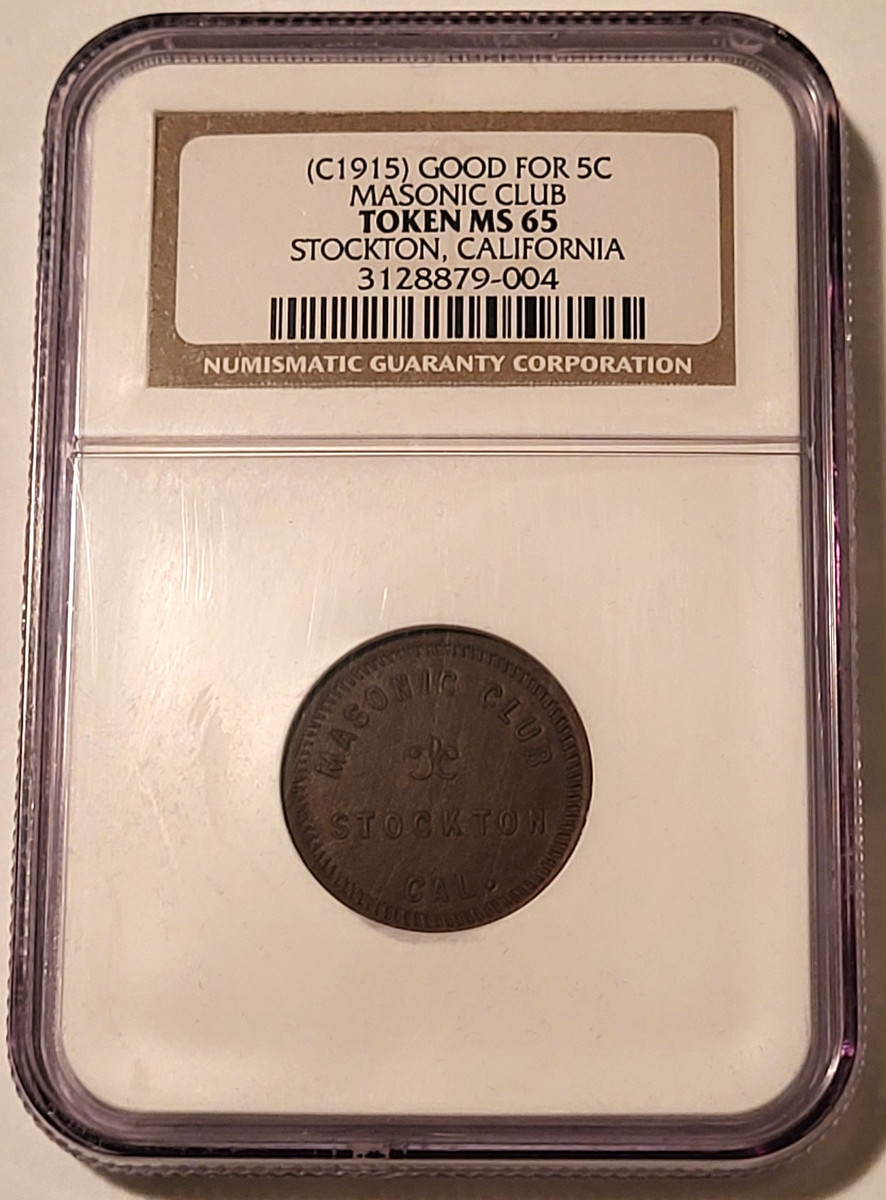 (C1915) GOOD FOR 5C
MASONIC CLUB
TOKEN MS 65
STOCKTON, CALIFORNIA
3128879-004
NUMISMATIC GUARANTY CORPORATION
MASONIC CLUB
STOCKTON
CAL.